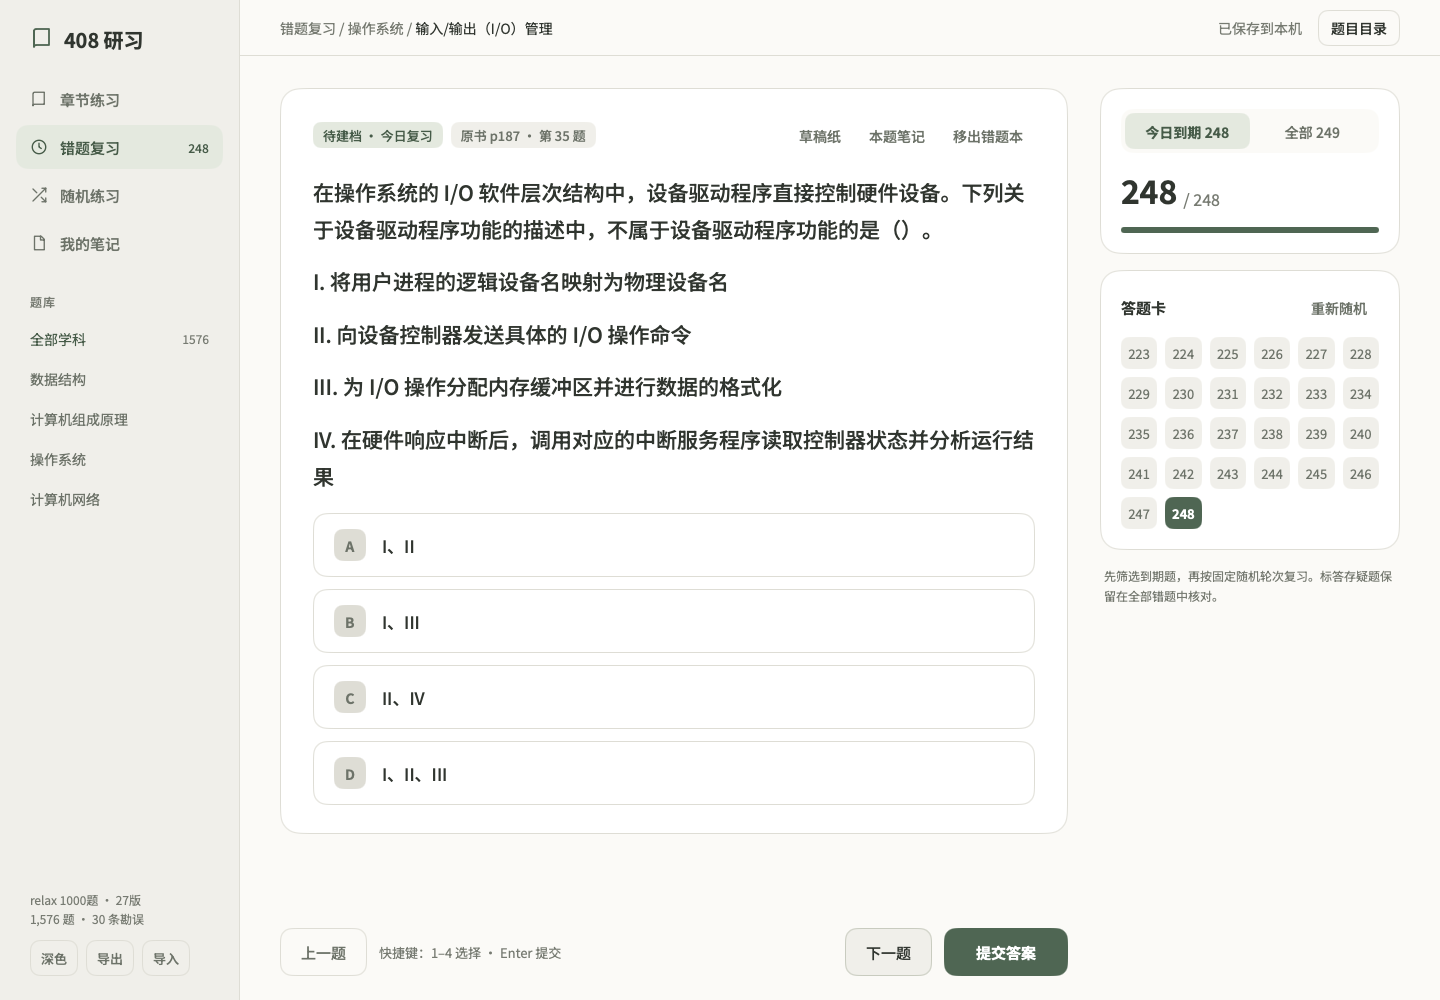 408 研习
章节练习
错题复习 248
随机练习
我的笔记
题库
全部学科 1576
数据结构
计算机组成原理
操作系统
计算机网络
relax 1000题 · 27版
1,576 题 · 30 条勘误
深色 导出 导入
错题复习 / 操作系统 / 输入/输出（I/O）管理
已保存到本机 题目目录
待建档 · 今日复习 原书 p187 · 第 35 题 草稿纸 本题笔记 移出错题本
在操作系统的 I/O 软件层次结构中，设备驱动程序直接控制硬件设备。下列关
于设备驱动程序功能的描述中，不属于设备驱动程序功能的是（）。
I. 将用户进程的逻辑设备名映射为物理设备名
II. 向设备控制器发送具体的 I/O 操作命令
III. 为 I/O 操作分配内存缓冲区并进行数据的格式化
IV. 在硬件响应中断后，调用对应的中断服务程序读取控制器状态并分析运行结
果
A I、II
B I、III
C II、IV
D I、II、III
上一题 快捷键：1–4 选择 · Enter 提交 下一题 提交答案
今日到期 248 全部 249
248 / 248
答题卡 重新随机
223 224 225 226 227 228
229 230 231 232 233 234
235 236 237 238 239 240
241 242 243 244 245 246
247 248
先筛选到期题，再按固定随机轮次复习。标答存疑题保
留在全部错题中核对。